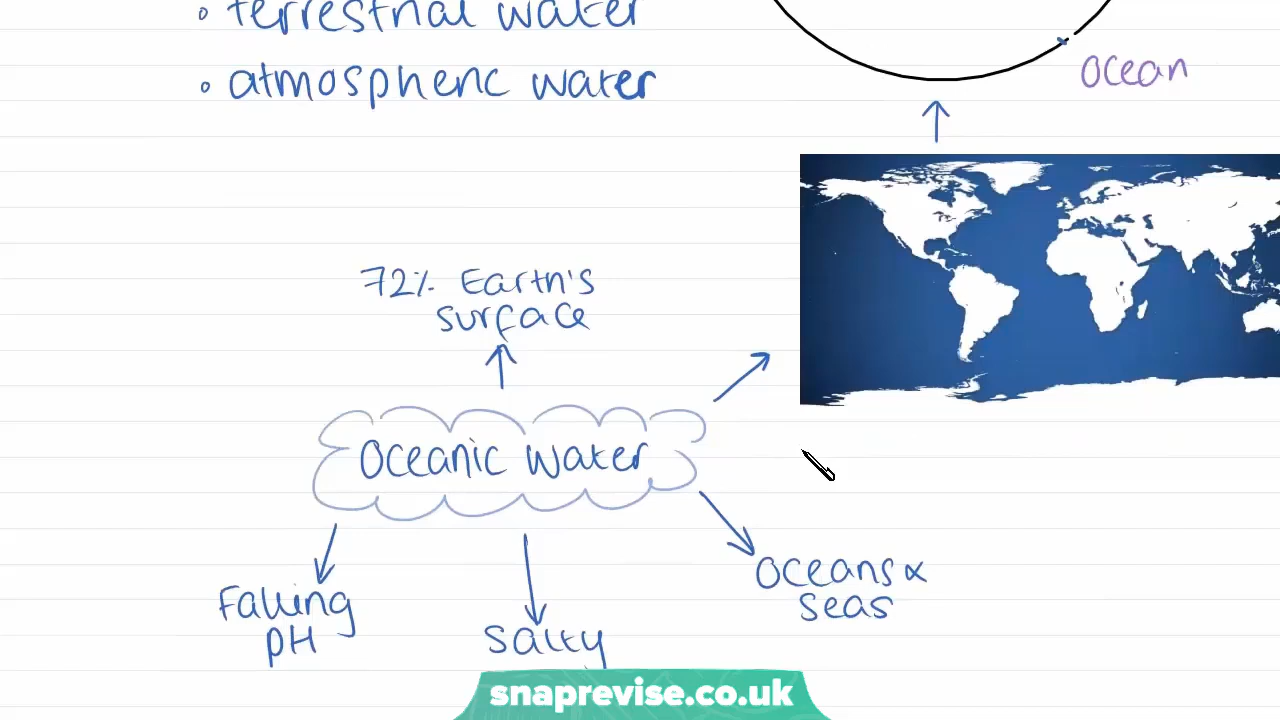 • terrestrial water
• atmospheric water
ocean
72% Earth's
surface
Oceanic water
Falling
pH
Salty
Oceans &
seas
snaprevise.co.uk